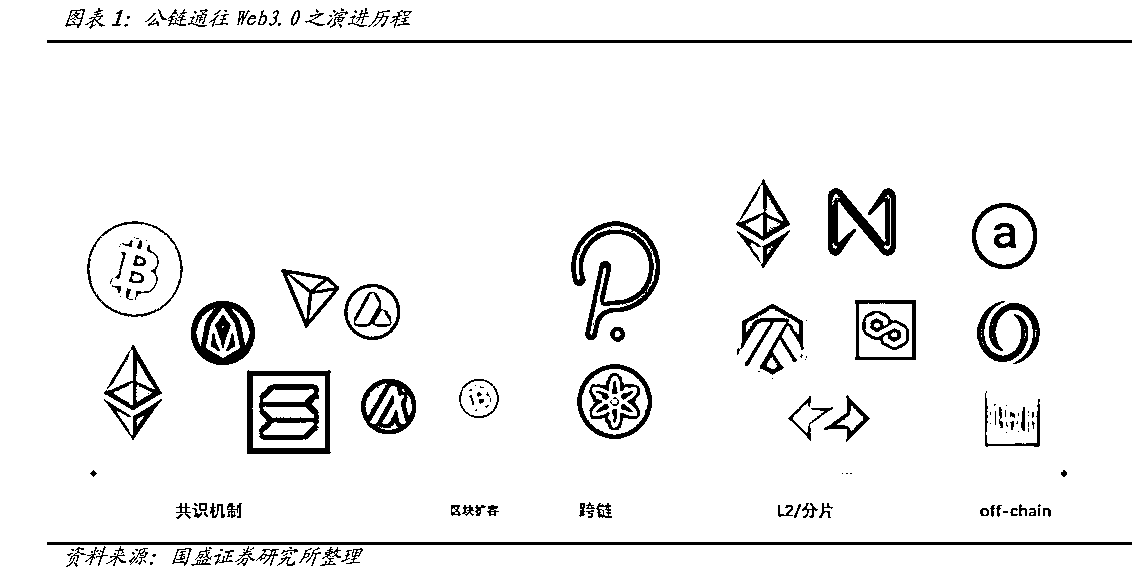 图表 1：公链通往 Web3.0 之演进历程
a
共识机制
区块扩容
跨链
L2/分片
off-chain
资料来源：国盛证券研究所整理